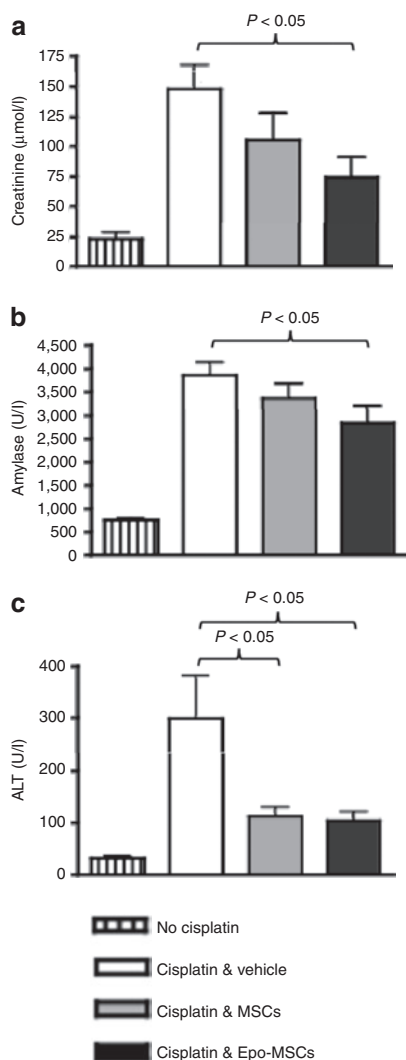 a
P < 0.05
175
150
125
100
75
50
25
0
Creatinine (μmol/l)
b
P < 0.05
4,500
4,000
3,500
3,000
2,500
2,000
1,500
1,000
500
0
Amylase (U/l)
c
P < 0.05
P < 0.05
400
300
200
100
0
ALT (U/l)
No cisplatin
Cisplatin & vehicle
Cisplatin & MSCs
Cisplatin & Epo-MSCs